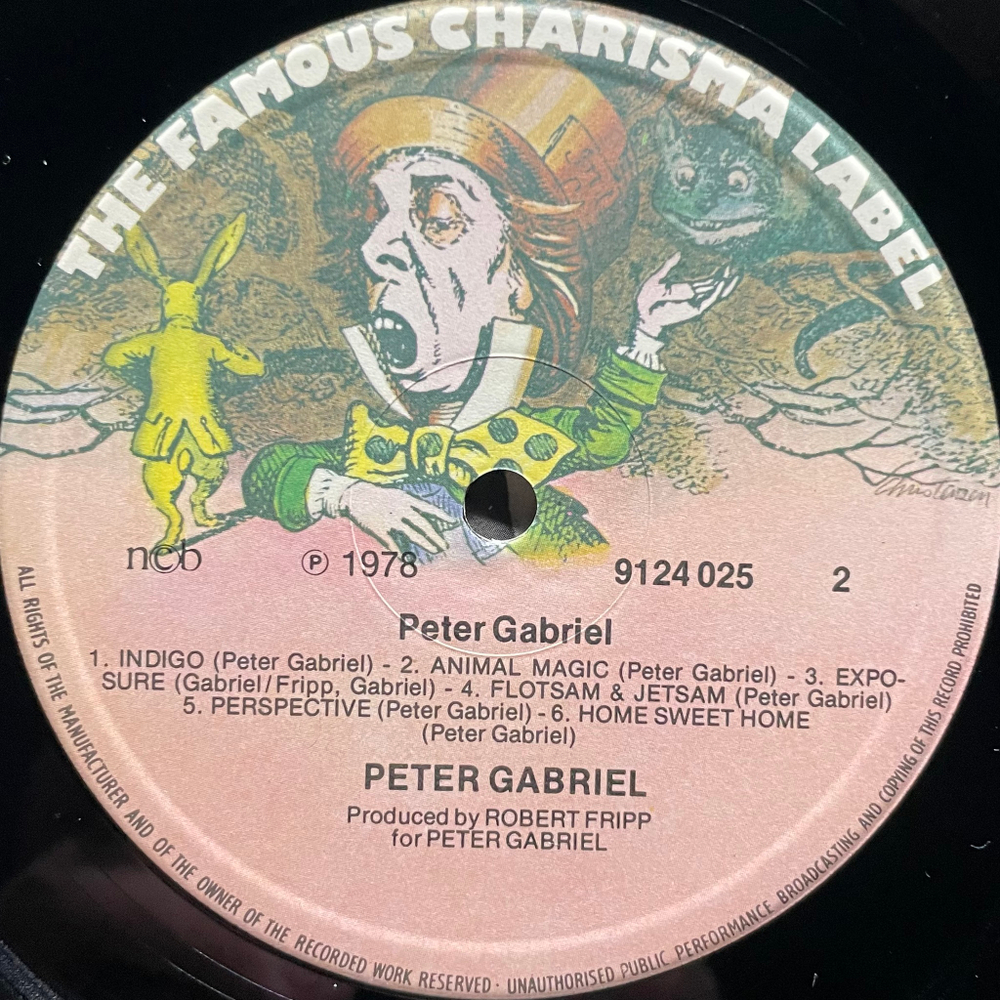 THE FAMOUS CHARISMA LABEL
ncb
Ⓟ 1978
9124 025
2
Peter Gabriel
1. INDIGO (Peter Gabriel) - 2. ANIMAL MAGIC (Peter Gabriel) - 3. EXPO-
SURE (Gabriel/Fripp, Gabriel) - 4. FLOTSAM & JETSAM (Peter Gabriel)
5. PERSPECTIVE (Peter Gabriel) - 6. HOME SWEET HOME
(Peter Gabriel)
PETER GABRIEL
Produced by ROBERT FRIPP
for PETER GABRIEL
ALL RIGHTS OF THE MANUFACTURER AND OF THE OWNER OF THE RECORDED WORK RESERVED · UNAUTHORISED PUBLIC PERFORMANCE BROADCASTING AND COPYING OF THIS RECORD PROHIBITED